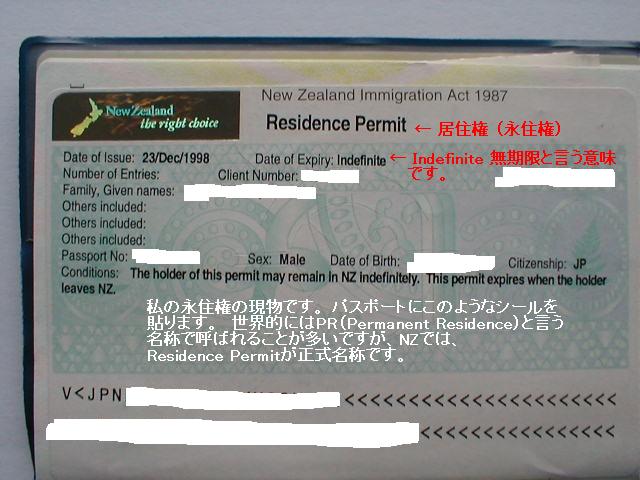 New Zealand Immigration Act 1987
New Zealand
the right choice
Residence Permit ← 居住権（永住権）
Date of Issue: 23/Dec/1998 Date of Expiry: Indefinite ← Indefinite 無期限と言う意味
です。
Number of Entries: Client Number:
Family, Given names:
Others included:
Others included:
Others included:
Passport No: Sex: Male Date of Birth: Citizenship: JP
Conditions: The holder of this permit may remain in NZ indefinitely. This permit expires when the holder
leaves NZ.
私の永住権の現物です。パスポートにこのようなシールを
貼ります。 世界的にはPR（Permanent Residence）と言う
名称で呼ばれることが多いですが、NZでは、
Residence Permitが正式名称です。
V<JPN <<<<<<<<<<<<<<<<<<<<<<<
<<<<<<<<<<<<<<<<